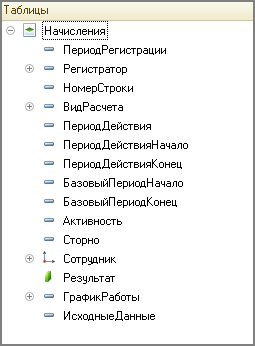 Таблицы
Начисления
ПериодРегистрации
Регистратор
НомерСтроки
ВидРасчета
ПериодДействия
ПериодДействияНачало
ПериодДействияКонец
БазовыйПериодНачало
БазовыйПериодКонец
Активность
Сторно
Сотрудник
Результат
ГрафикРаботы
ИсходныеДанные